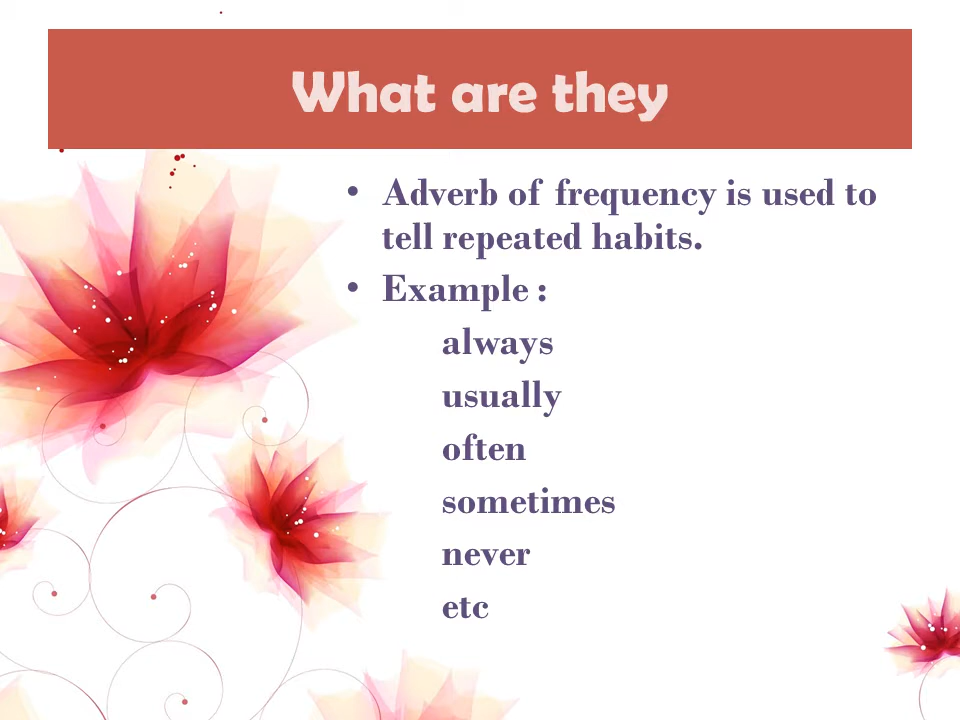 What are they
• Adverb of frequency is used to
tell repeated habits.
• Example :
always
usually
often
sometimes
never
etc